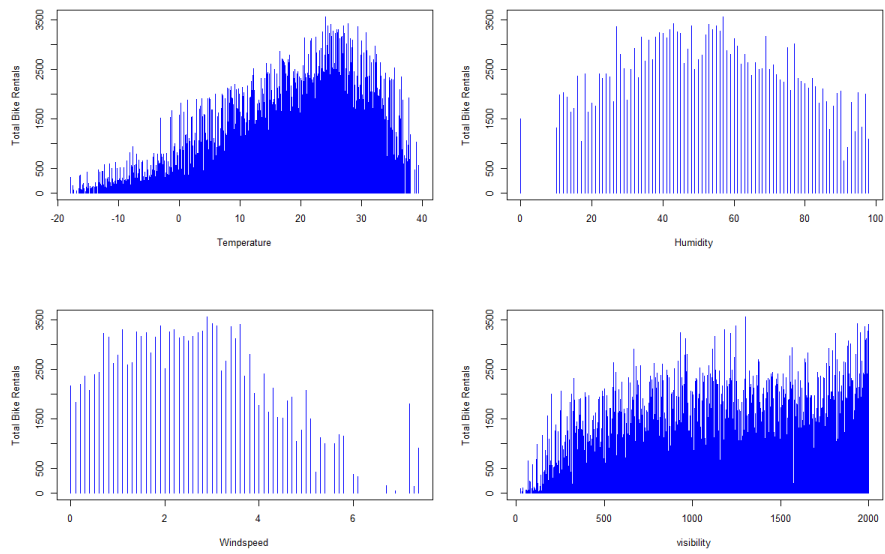 Total Bike Rentals
3500
2500
1500
500
0
-20 -10 0 10 20 30 40
Temperature
Total Bike Rentals
3500
2500
1500
500
0
0 20 40 60 80 100
Humidity
Total Bike Rentals
3500
2500
1500
500
0
0 2 4 6
Windspeed
Total Bike Rentals
3500
2500
1500
500
0
0 500 1000 1500 2000
visibility